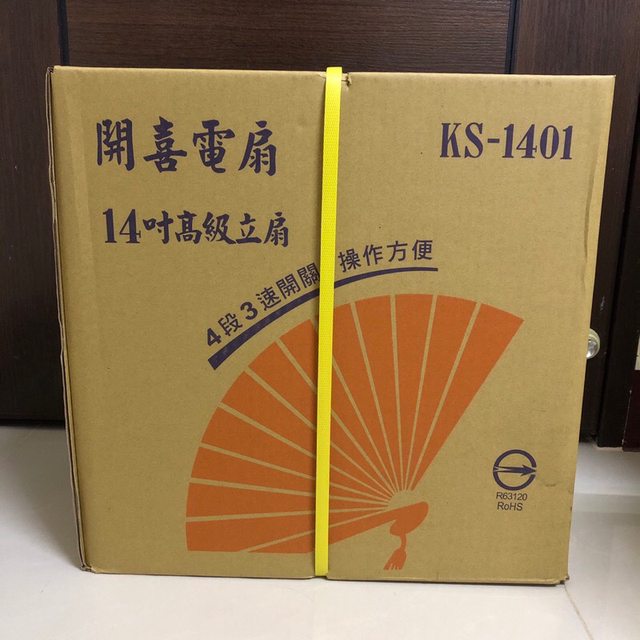 開喜電扇
KS-1401
14吋高級立扇
4段3速開關 操作方便
R63120
RoHS